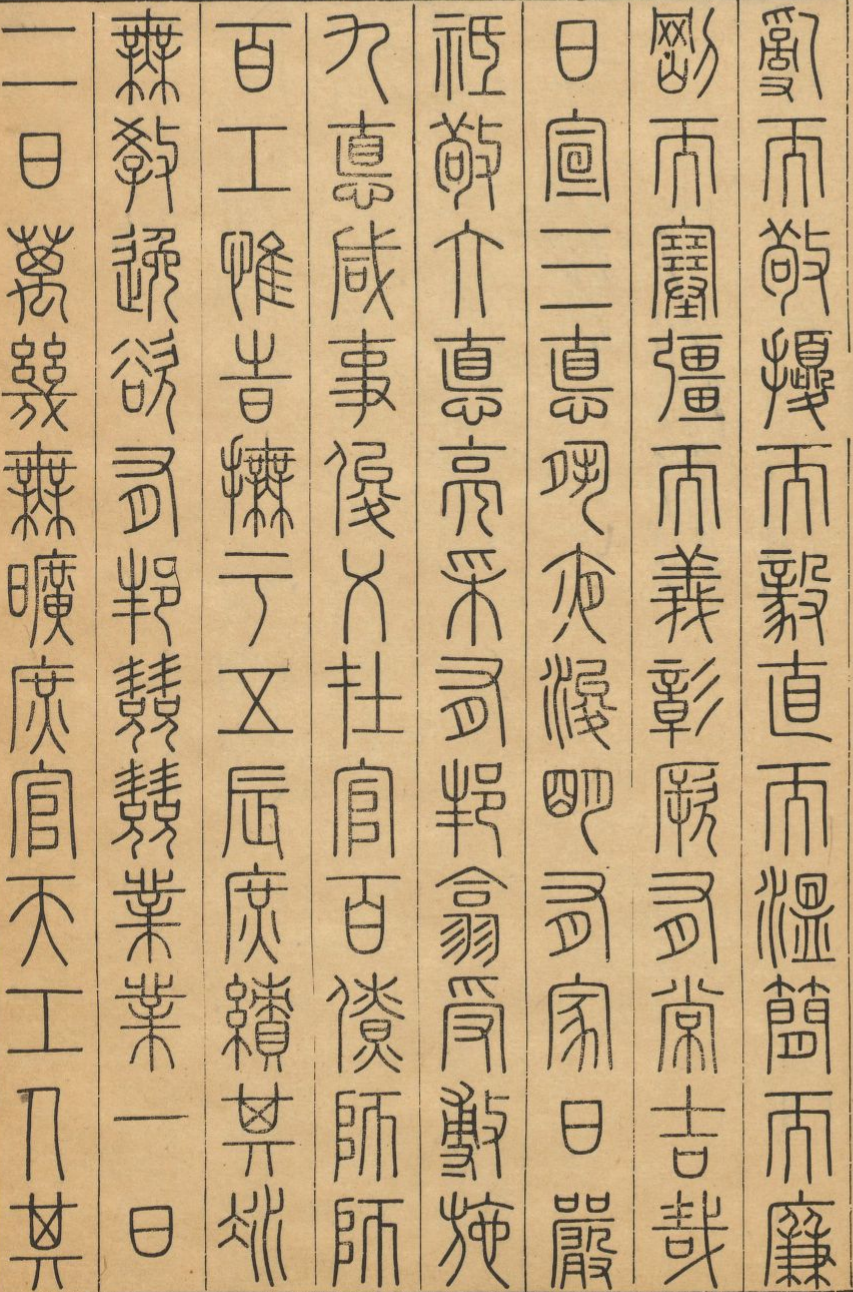 亂而敬擾而毅直而溫簡而廉
剛而塞彊而義彰厥有常吉哉
日宣三悳夙夜浚明有家日嚴
祗敬六悳亮采有邦翕受敷施
九悳咸事俊乂在官百僚師師
百工惟時撫于五辰庶績其凝
無教逸欲有邦兢兢業業一日
二日萬幾無曠庶官天工人其